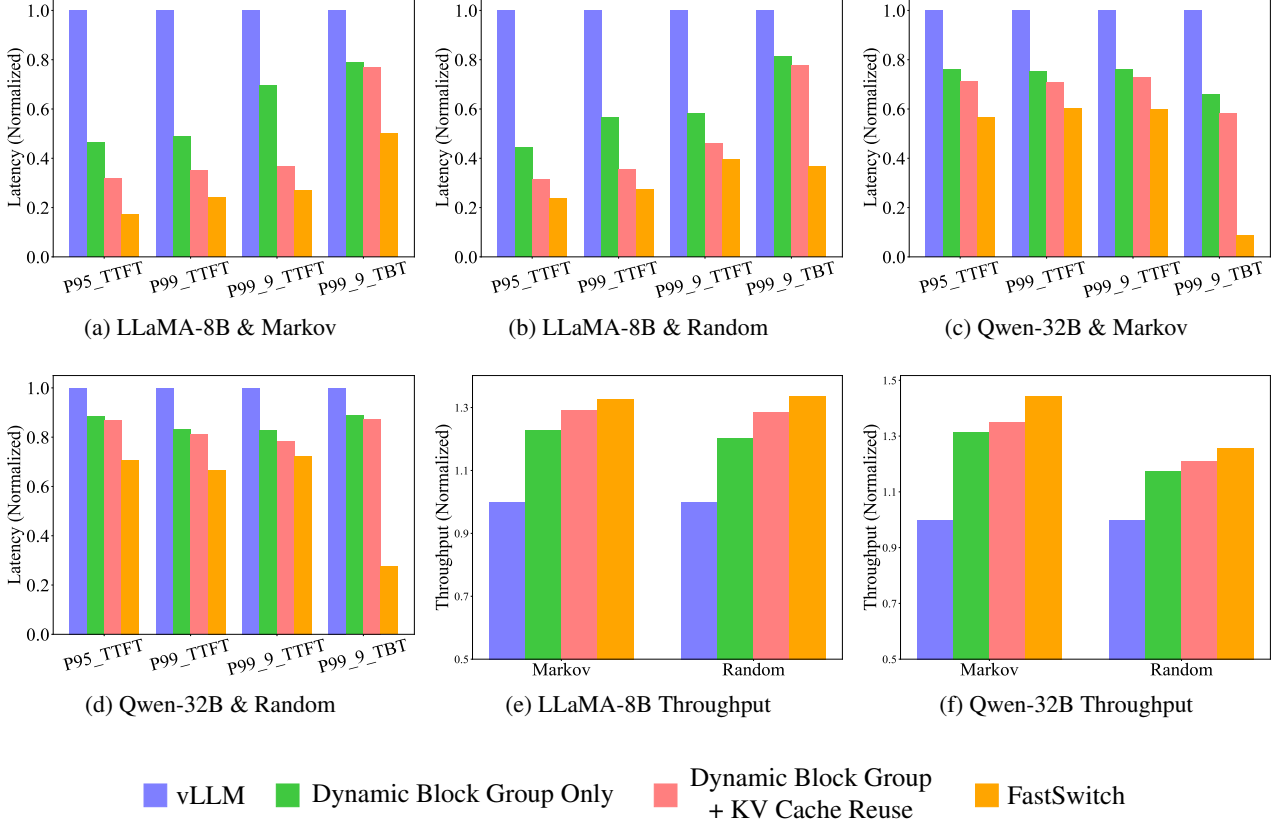 Latency (Normalized)
1.0
0.8
0.6
0.4
0.2
0.0
P95_TTFT
P99_TTFT
P99_9_TTFT
P99_9_TBT
(a) LLaMA-8B & Markov
Latency (Normalized)
1.0
0.8
0.6
0.4
0.2
0.0
P95_TTFT
P99_TTFT
P99_9_TTFT
P99_9_TBT
(b) LLaMA-8B & Random
Latency (Normalized)
1.0
0.8
0.6
0.4
0.2
0.0
P95_TTFT
P99_TTFT
P99_9_TTFT
P99_9_TBT
(c) Qwen-32B & Markov
Latency (Normalized)
1.0
0.8
0.6
0.4
0.2
0.0
P95_TTFT
P99_TTFT
P99_9_TTFT
P99_9_TBT
(d) Qwen-32B & Random
Throughput (Normalized)
1.3
1.1
0.9
0.7
0.5
Markov
Random
(e) LLaMA-8B Throughput
Throughput (Normalized)
1.5
1.3
1.1
0.9
0.7
0.5
Markov
Random
(f) Qwen-32B Throughput
vLLM
Dynamic Block Group Only
Dynamic Block Group
+ KV Cache Reuse
FastSwitch